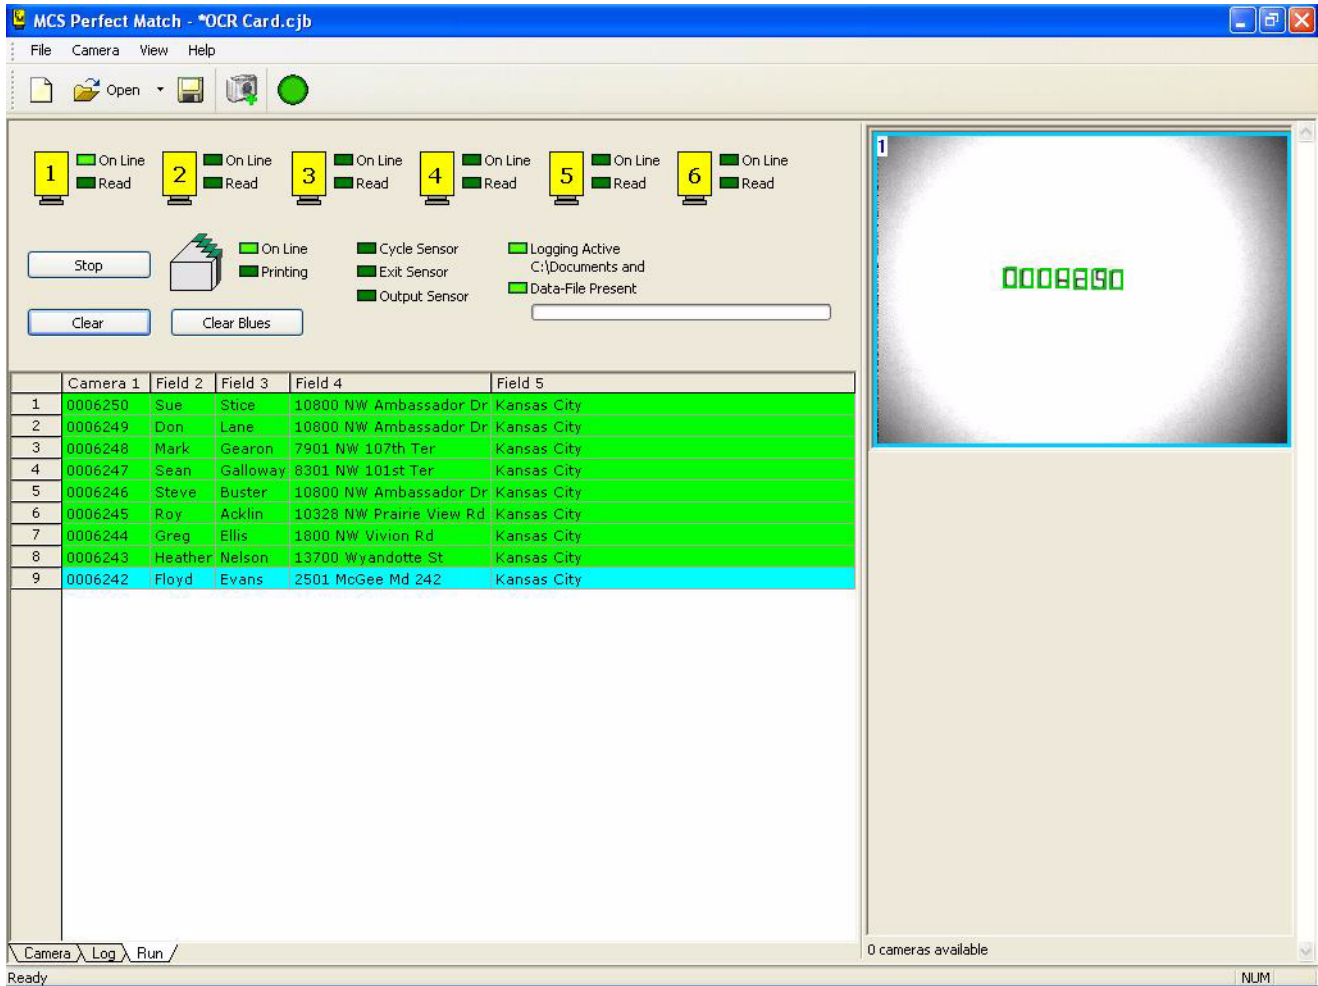 MCS Perfect Match - *OCR Card.cjb
File Camera View Help
Open
1 On Line Read
2 On Line Read
3 On Line Read
4 On Line Read
5 On Line Read
6 On Line Read
Stop
On Line
Printing
Cycle Sensor
Exit Sensor
Output Sensor
Logging Active
C:\Documents and
Data-File Present
Clear
Clear Blues
Camera 1 Field 2 Field 3 Field 4 Field 5
1 0006250 Sue Stice 10800 NW Ambassador Dr Kansas City
2 0006249 Don Lane 10800 NW Ambassador Dr Kansas City
3 0006248 Mark Gearon 7901 NW 107th Ter Kansas City
4 0006247 Sean Galloway 8301 NW 101st Ter Kansas City
5 0006246 Steve Buster 10800 NW Ambassador Dr Kansas City
6 0006245 Roy Acklin 10328 NW Prairie View Rd Kansas City
7 0006244 Greg Ellis 1800 NW Vivion Rd Kansas City
8 0006243 Heather Nelson 13700 Wyandotte St Kansas City
9 0006242 Floyd Evans 2501 McGee Md 242 Kansas City
Camera Log Run
Ready
1
0 cameras available
NUM